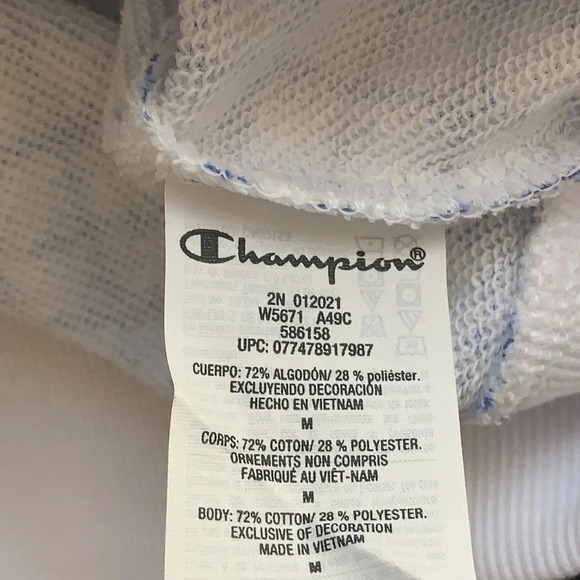 Champion®
2N 012021
W5671 A49C
586158
UPC: 077478917987
CUERPO: 72% ALGODÓN/ 28 % poliéster.
EXCLUYENDO DECORACIÓN
HECHO EN VIETNAM
M
CORPS: 72% COTON/ 28 % POLYESTER.
ORNEMENTS NON COMPRIS
FABRIQUÉ AU VIÊT-NAM
M
BODY: 72% COTTON/ 28 % POLYESTER.
EXCLUSIVE OF DECORATION
MADE IN VIETNAM
M